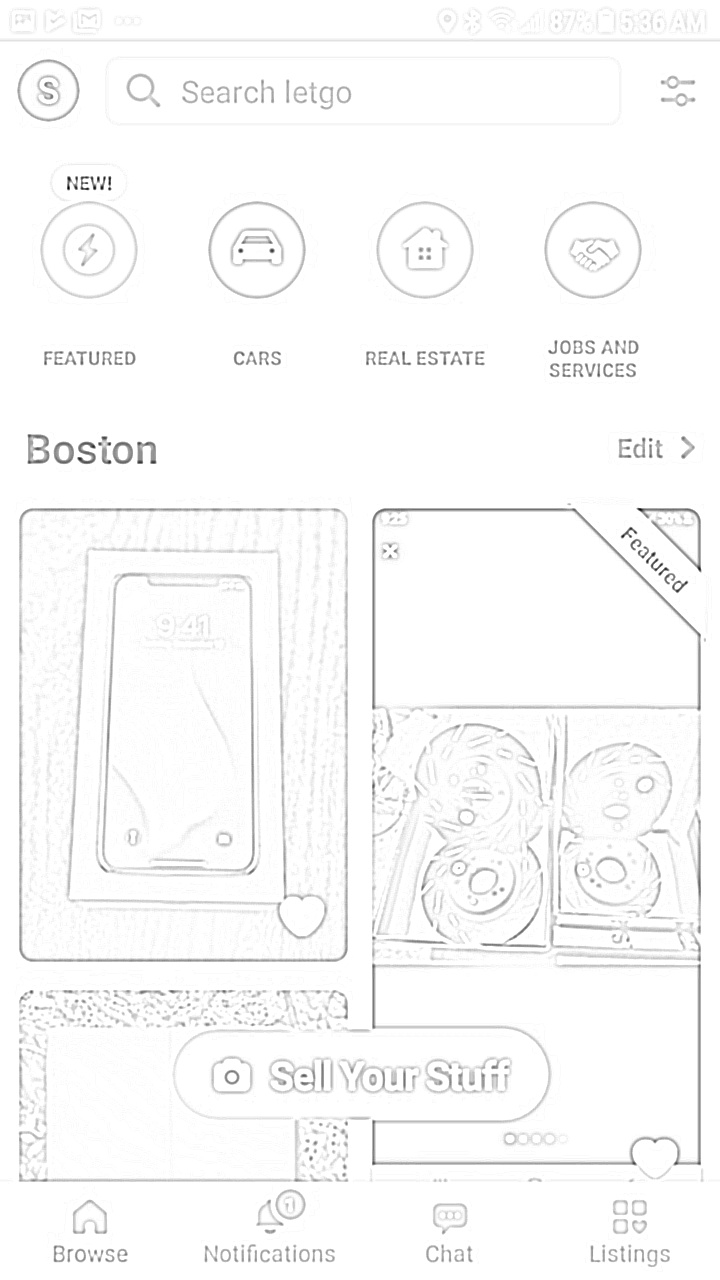 87% 5:36 AM
S
Search letgo
NEW!
FEATURED
CARS
REAL ESTATE
JOBS AND
SERVICES
Boston
Edit
Featured
9:41
Sell Your Stuff
1
Browse
Notifications
Chat
Listings